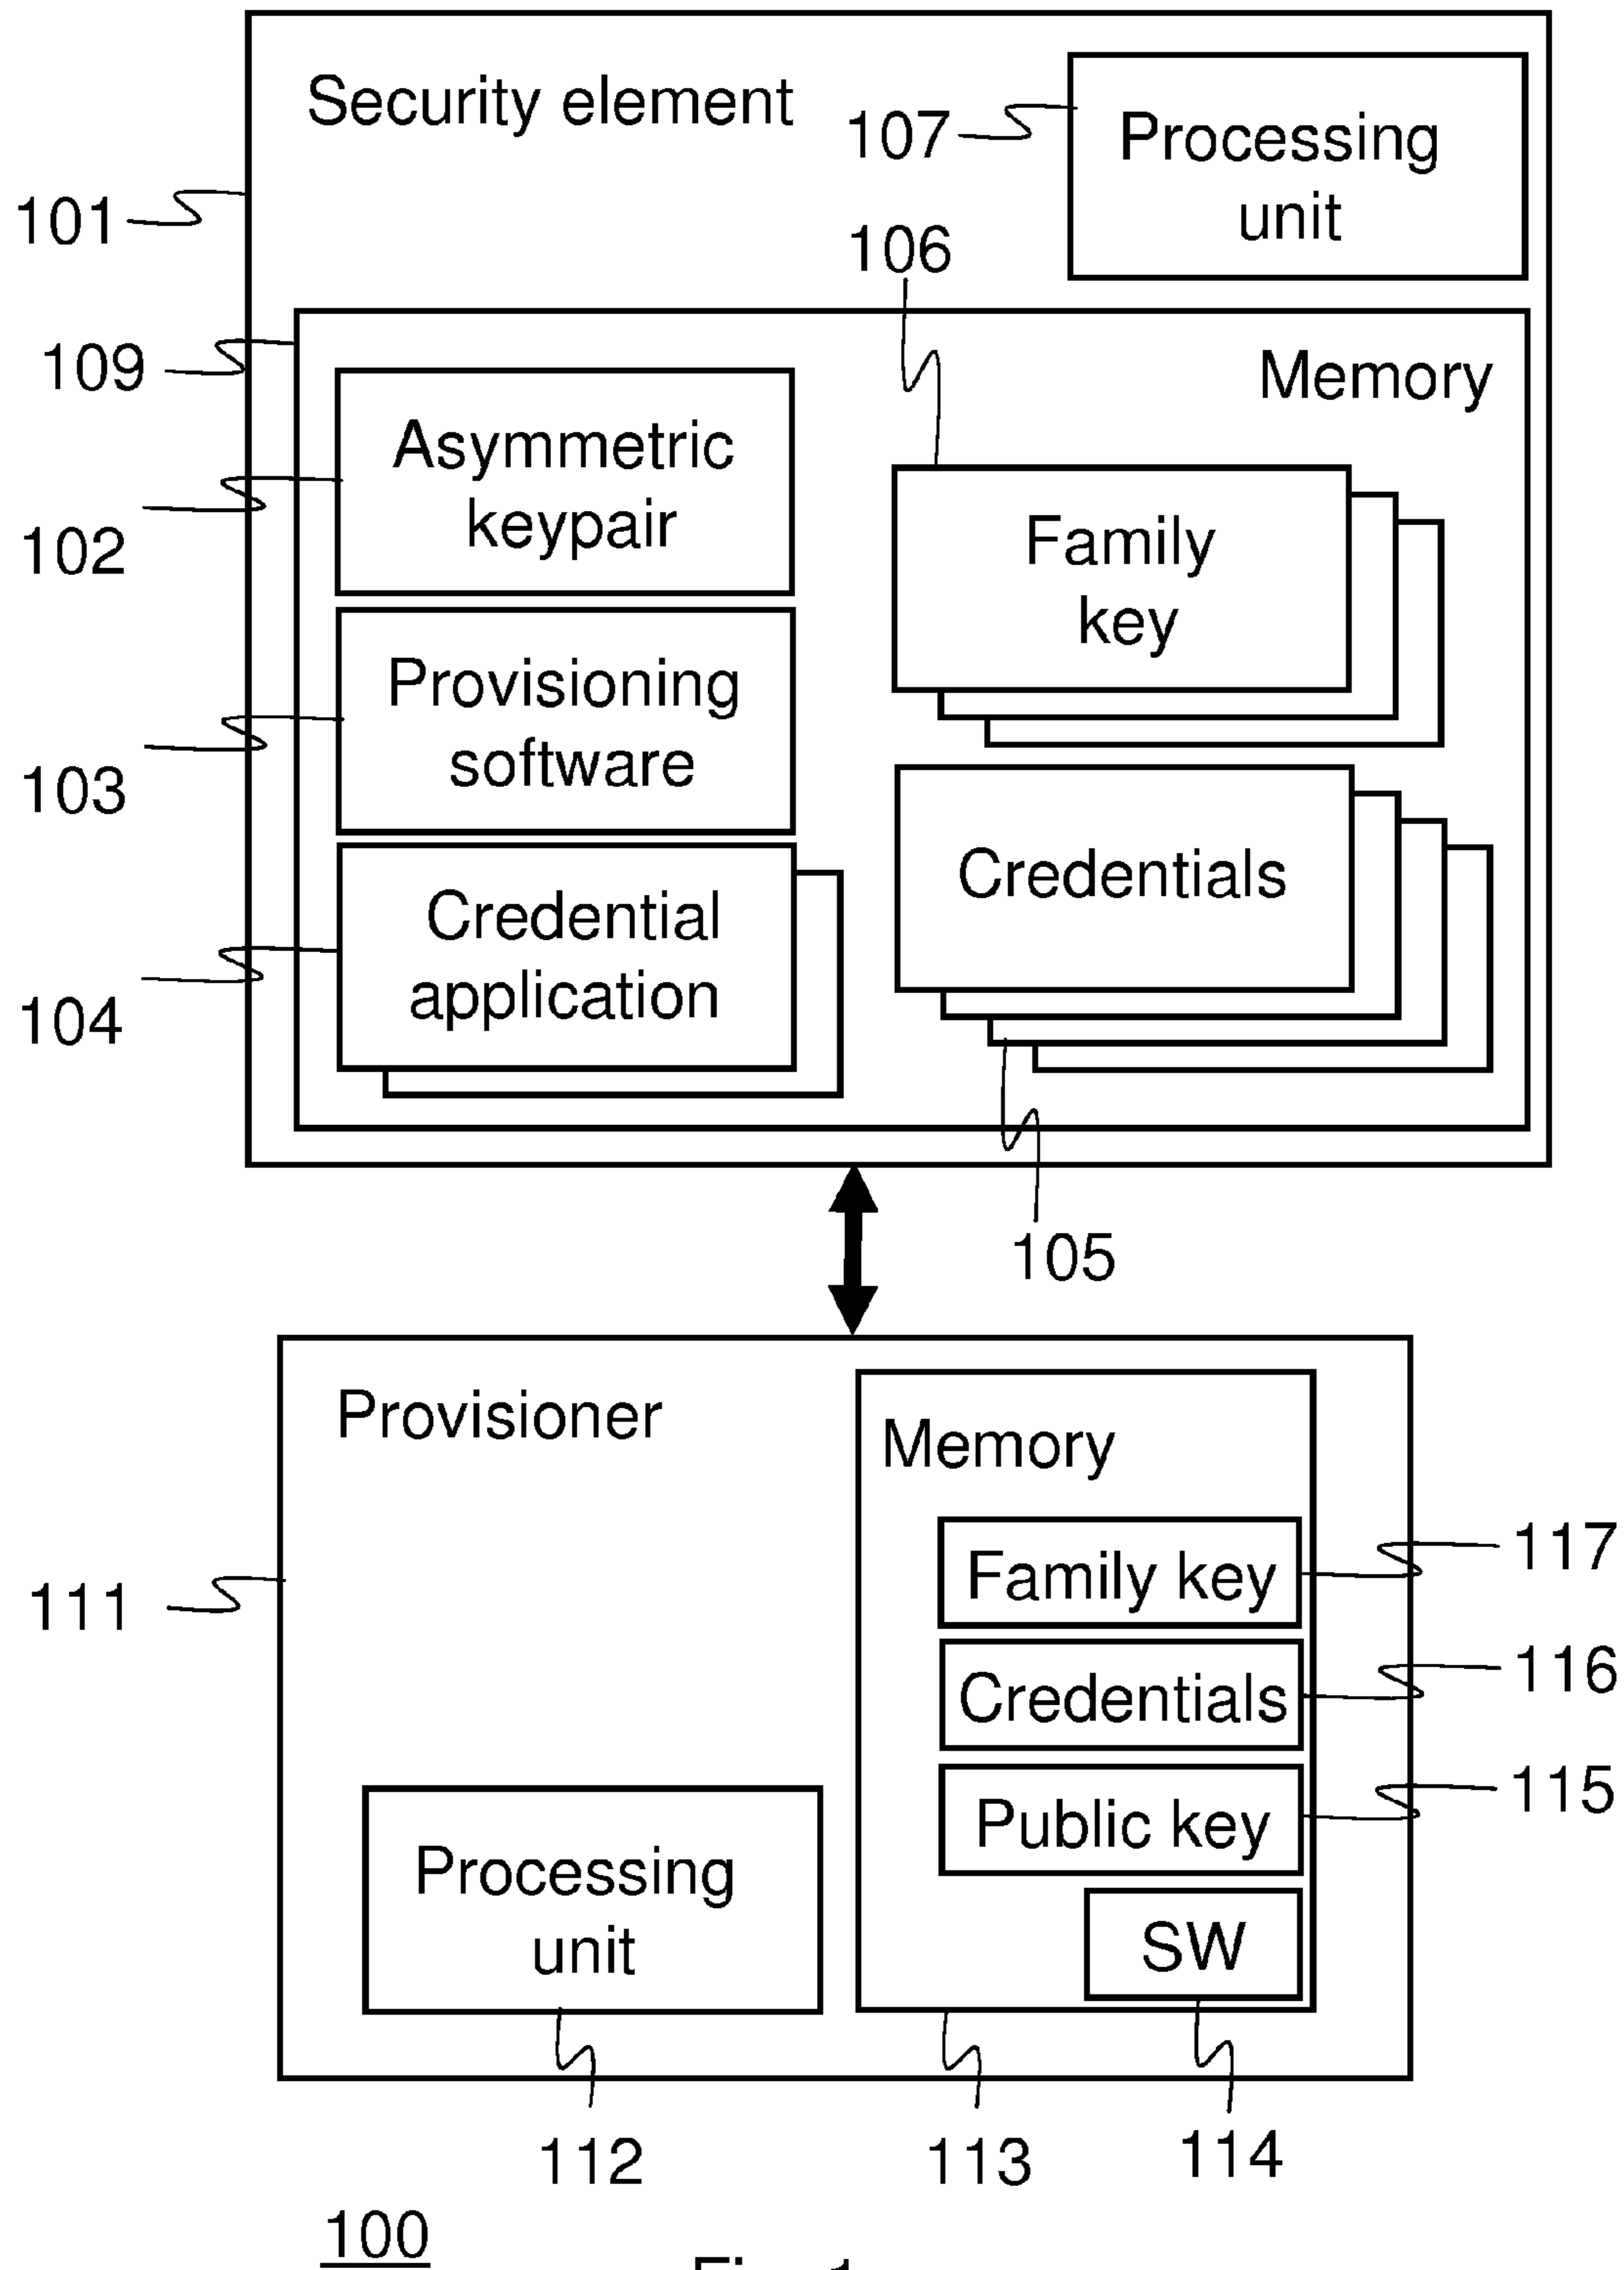 Security element
107
Processing
unit
101
106
109
Memory
Asymmetric
keypair
102
Family
key
Provisioning
software
103
Credentials
Credential
application
104
105
Provisioner
Memory
117
Family key
111
116
Credentials
115
Public key
Processing
unit
SW
112
113
114
100
Fig. 1